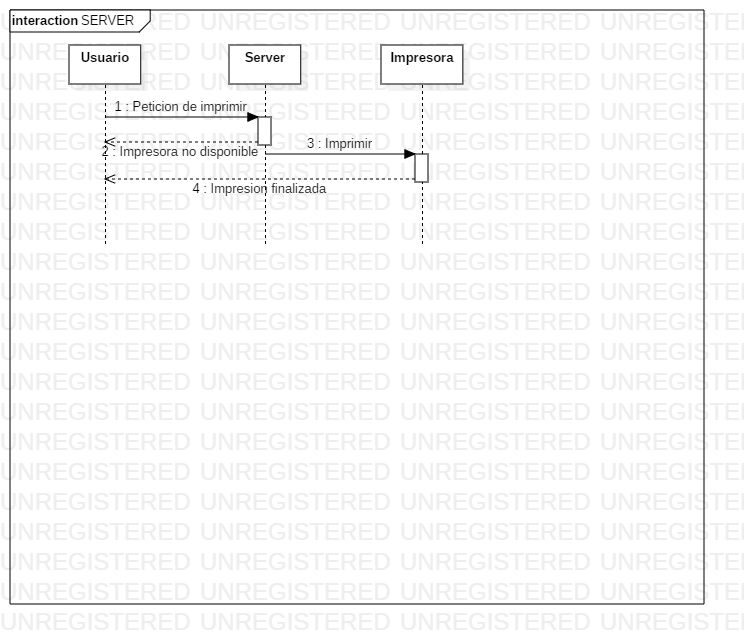 interaction SERVER
Usuario
Server
Impresora
1 : Peticion de imprimir
2 : Impresora no disponible
3 : Imprimir
4 : Impresion finalizada
UNREGISTERED UNREGISTERED UNREGISTERED UNREGISTERED